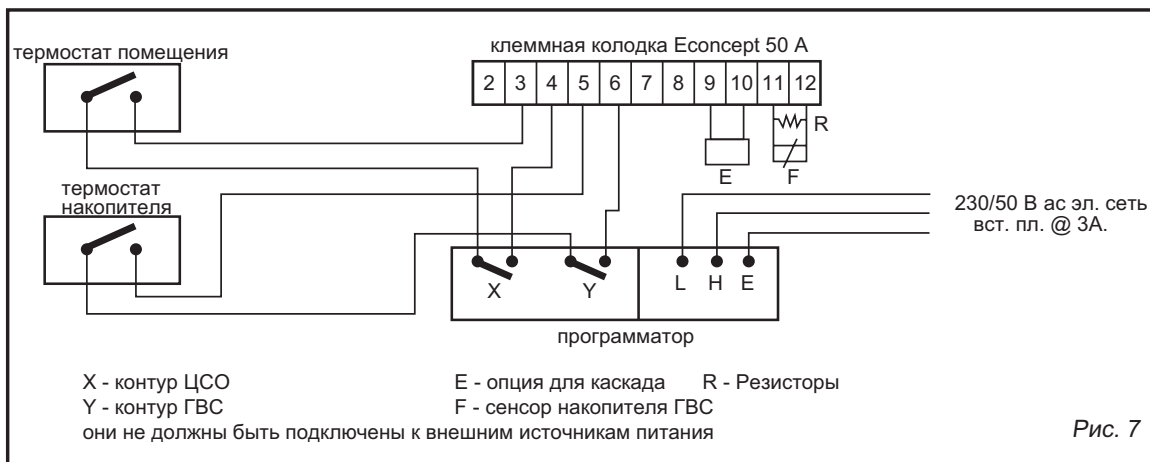 термостат помещения
клеммная колодка Econcept 50 A
2 3 4 5 6 7 8 9 10 11 12
R
E F
термостат
накопителя
230/50 В ас эл. сеть
вст. пл. @ 3А.
X Y L H E
программатор
X - контур ЦСО E - опция для каскада R - Резисторы
Y - контур ГВС F - сенсор накопителя ГВС
они не должны быть подключены к внешним источникам питания
Рис. 7